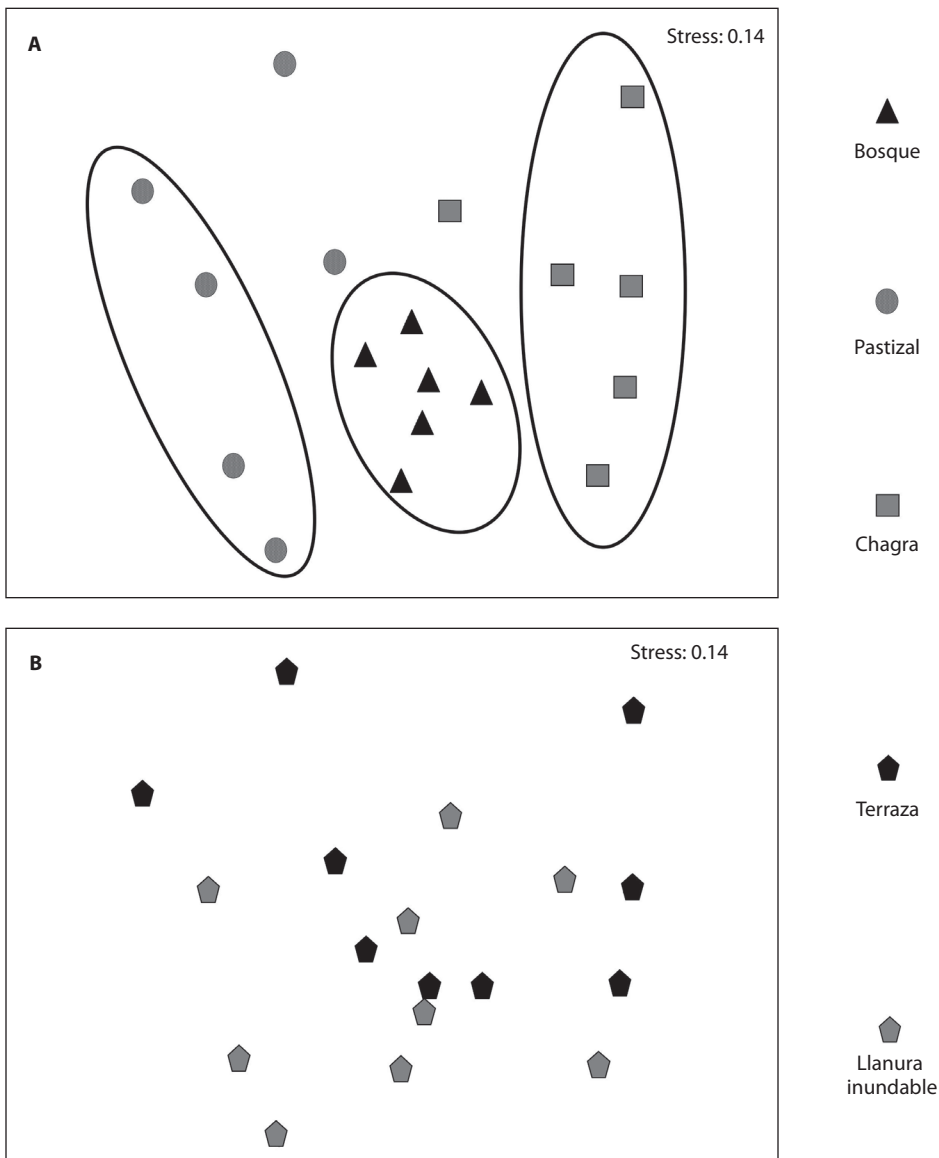 A
Stress: 0.14
Bosque
Pastizal
Chagra
B
Stress: 0.14
Terraza
Llanura
inundable